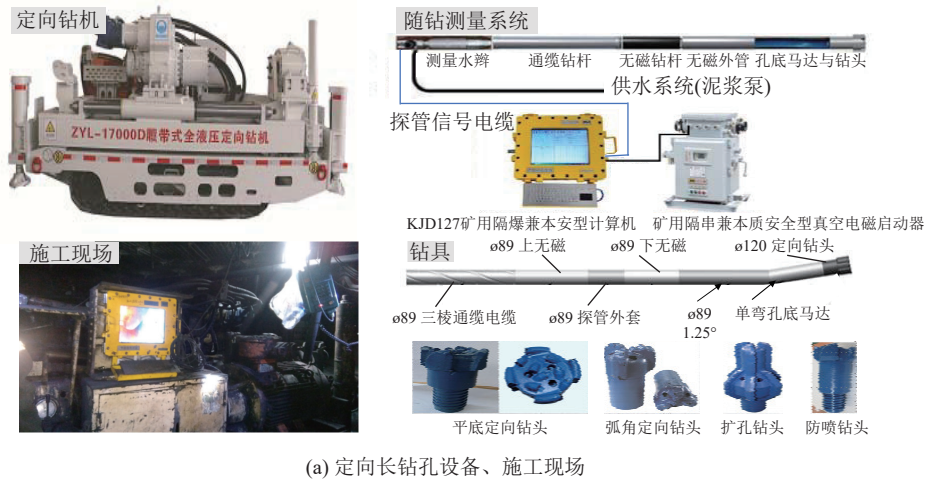 定向钻机
ZYL-17000D履带式全液压定向钻机
随钻测量系统
测量水辫
通缆钻杆
无磁钻杆
无磁外管
孔底马达与钻头
供水系统(泥浆泵)
探管信号电缆
KJD127矿用隔爆兼本安型计算机
矿用隔串兼本质安全型真空电磁启动器
施工现场
钻具
ø89 上无磁
ø89 下无磁
ø120 定向钻头
ø89 三棱通缆电缆
ø89 探管外套
ø89
1.25°
单弯孔底马达
平底定向钻头
弧角定向钻头
扩孔钻头
防喷钻头
(a) 定向长钻孔设备、施工现场